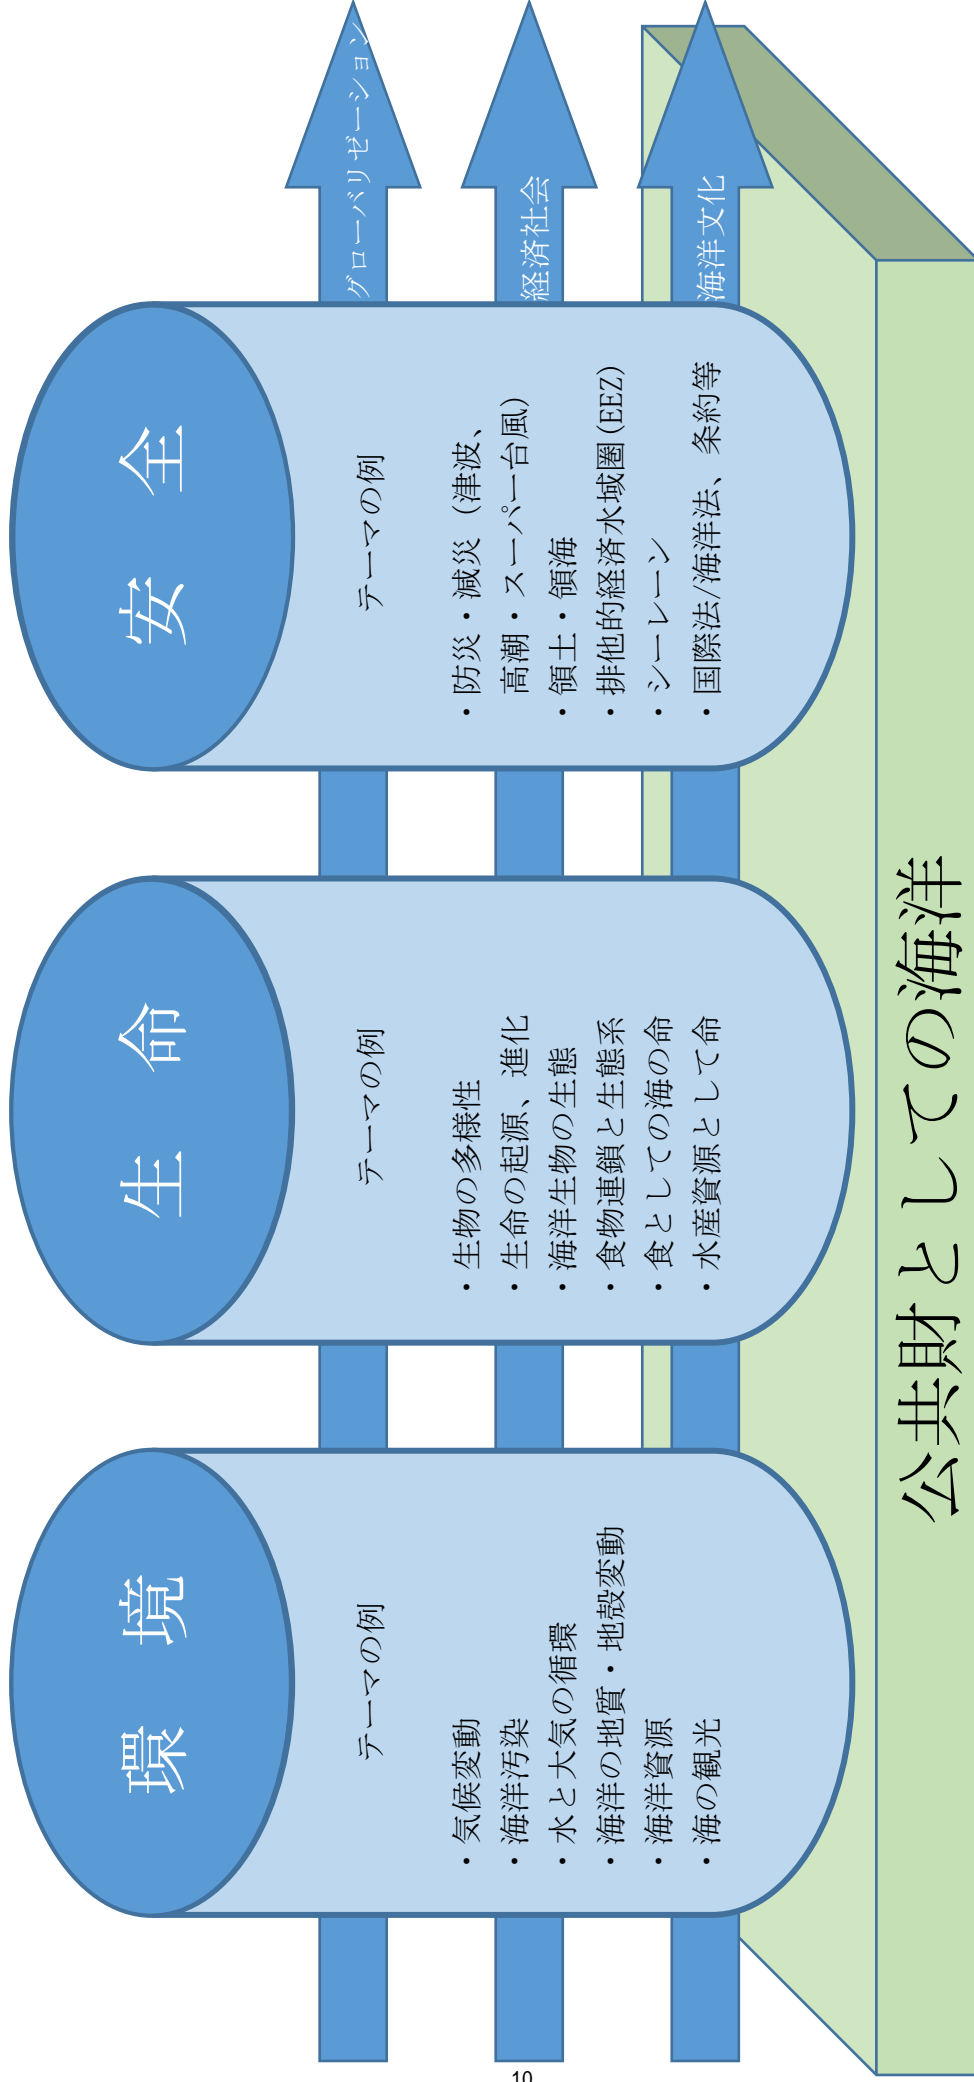 環 境
テーマの例
・気候変動
・海洋汚染
・水と大気の循環
・海洋の地質・地殻変動
・海洋資源
・海の観光
生 命
テーマの例
・生物の多様性
・生命の起源、進化
・海洋生物の生態
・食物連鎖と生態系
・食としての海の命
・水産資源として命
安 全
テーマの例
・防災・減災（津波、
高潮・スーパー台風）
・領土・領海
・排他的経済水域圏(EEZ)
・シーレーン
・国際法/海洋法、条約等
グローバリゼーション
経済社会
海洋文化
公共財としての海洋
10